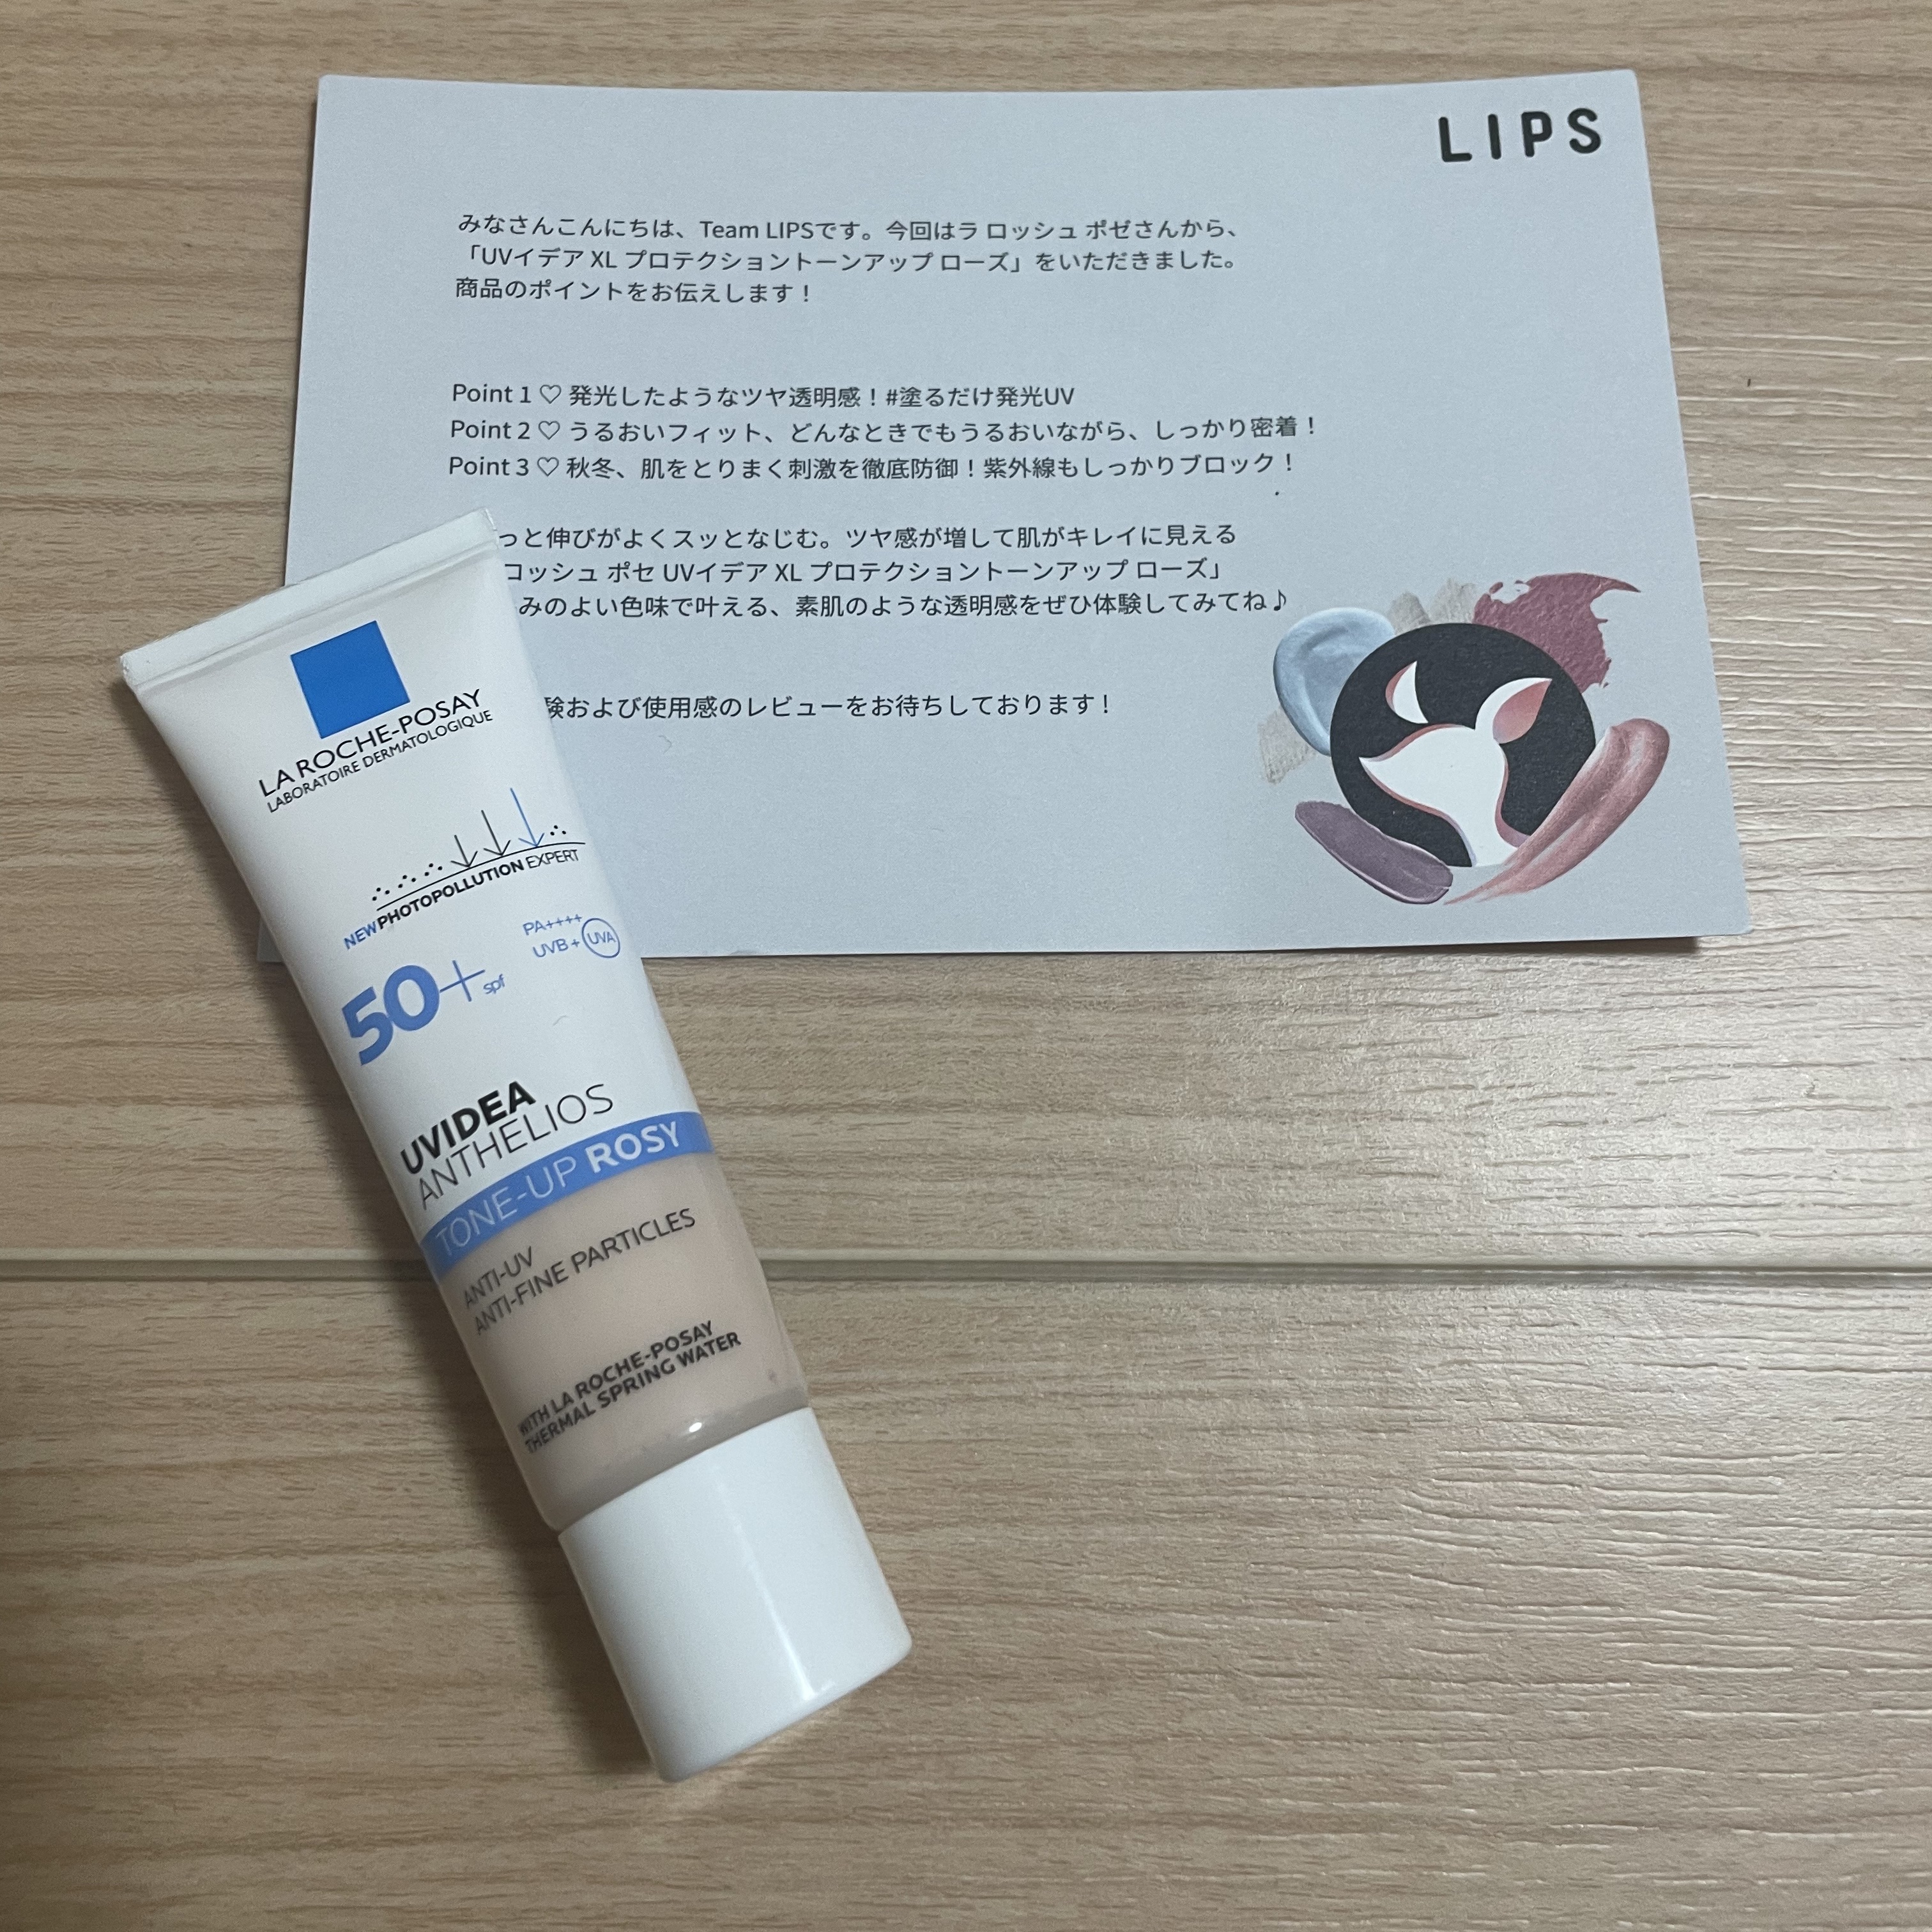 LIPS
みなさんこんにちは、Team LIPSです。今回はラ ロッシュ ポゼさんから、
「UVイデア XL プロテクショントーンアップ ローズ」をいただきました。
商品のポイントをお伝えします！
Point 1 ♡ 発光したようなツヤ透明感！#塗るだけ発光UV
Point 2 ♡ うるおいフィット、どんなときでもうるおいながら、しっかり密着！
Point 3 ♡ 秋冬、肌をとりまく刺激を徹底防御！紫外線もしっかりブロック！
っと伸びがよくスッとなじむ。ツヤ感が増して肌がキレイに見える
ロッシュ ポセ UVイデア XL プロテクショントーンアップ ローズ」
みのよい色味で叶える、素肌のような透明感をぜひ体験してみてね♪
験および使用感のレビューをお待ちしております！
LA ROCHE-POSAY
LABORATOIRE DERMATOLOGIQUE
NEW PHOTOPOLLUTION EXPERT
PA++++
UVB + UVA
50+ spf
UVIDEA
ANTHELIOS
TONE-UP ROSY
ANTI-UV
ANTI-FINE PARTICLES
WITH LA ROCHE-POSAY
THERMAL SPRING WATER